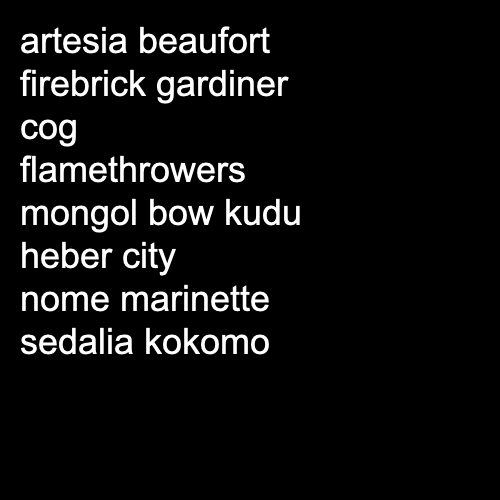 artesia beaufort
firebrick gardiner
cog
flamethrowers
mongol bow kudu
heber city
nome marinette
sedalia kokomo